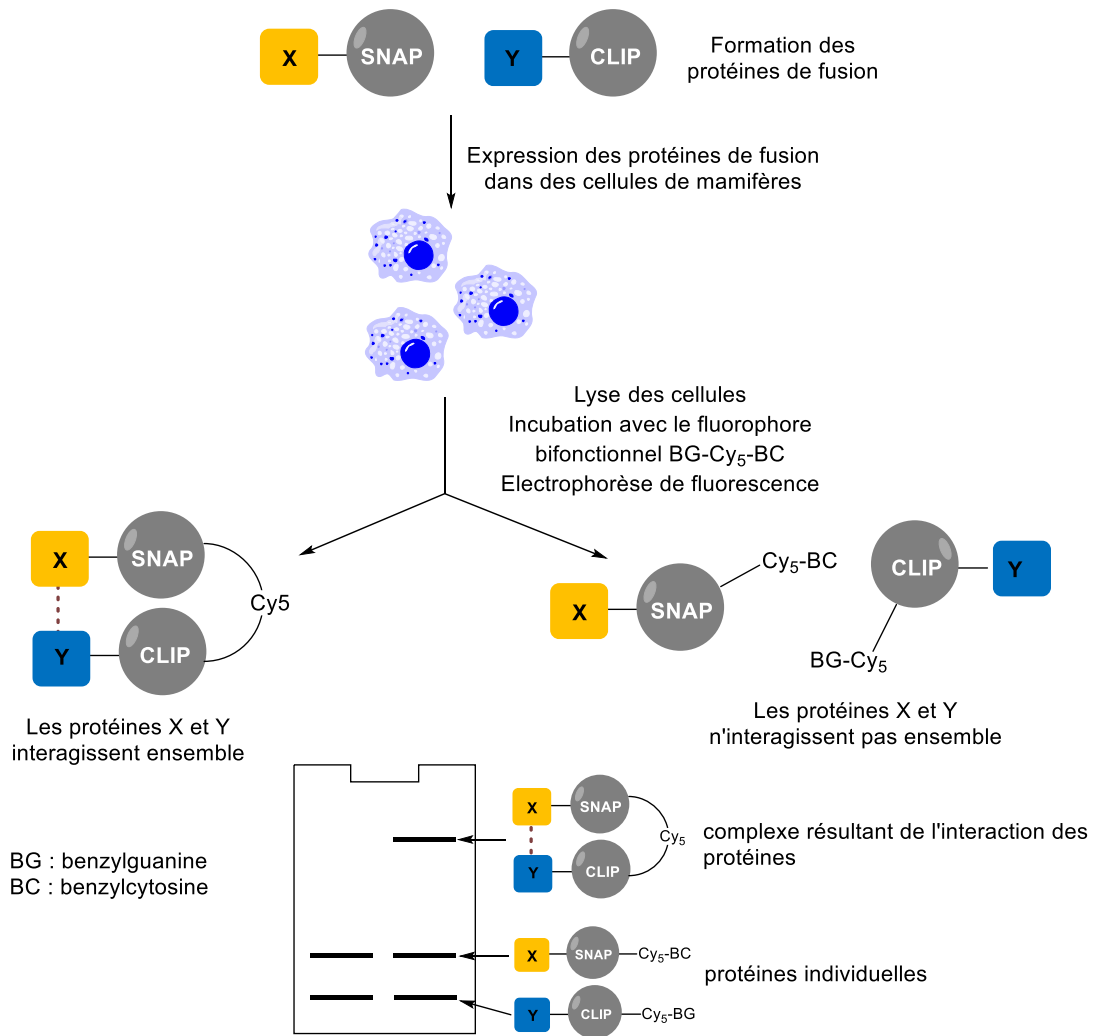 X SNAP Y CLIP Formation des
protéines de fusion
Expression des protéines de fusion
dans des cellules de mamifères
Lyse des cellules
Incubation avec le fluorophore
bifonctionnel BG-Cy5-BC
Electrophorèse de fluorescence
X SNAP
Cy5
Y CLIP
Les protéines X et Y
interagissent ensemble
Cy5-BC
X SNAP
CLIP Y
BG-Cy5
Les protéines X et Y
n'interagissent pas ensemble
X SNAP
Cy5
Y CLIP
complexe résultant de l'interaction des
protéines
BG : benzylguanine
BC : benzylcytosine
X SNAP Cy5-BC
Y CLIP Cy5-BG
protéines individuelles